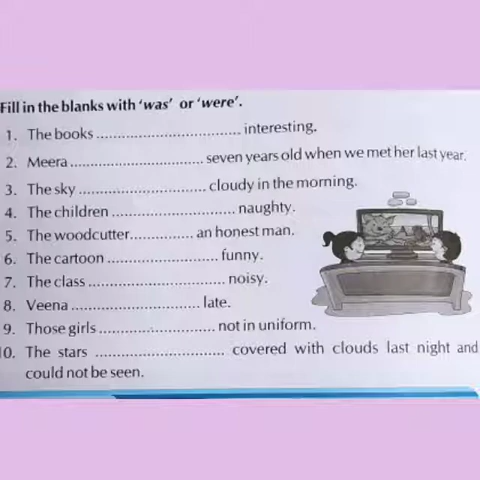 Fill in the blanks with 'was' or 'were'.
1. The books ................................ interesting.
2. Meera ............................... seven years old when we met her last year.
3. The sky .............................. cloudy in the morning.
4. The children ............................. naughty.
5. The woodcutter............... an honest man.
6. The cartoon .......................... funny.
7. The class ................................ noisy.
8. Veena .............................. late.
9. Those girls ........................... not in uniform.
10. The stars .............................. covered with clouds last night and
could not be seen.